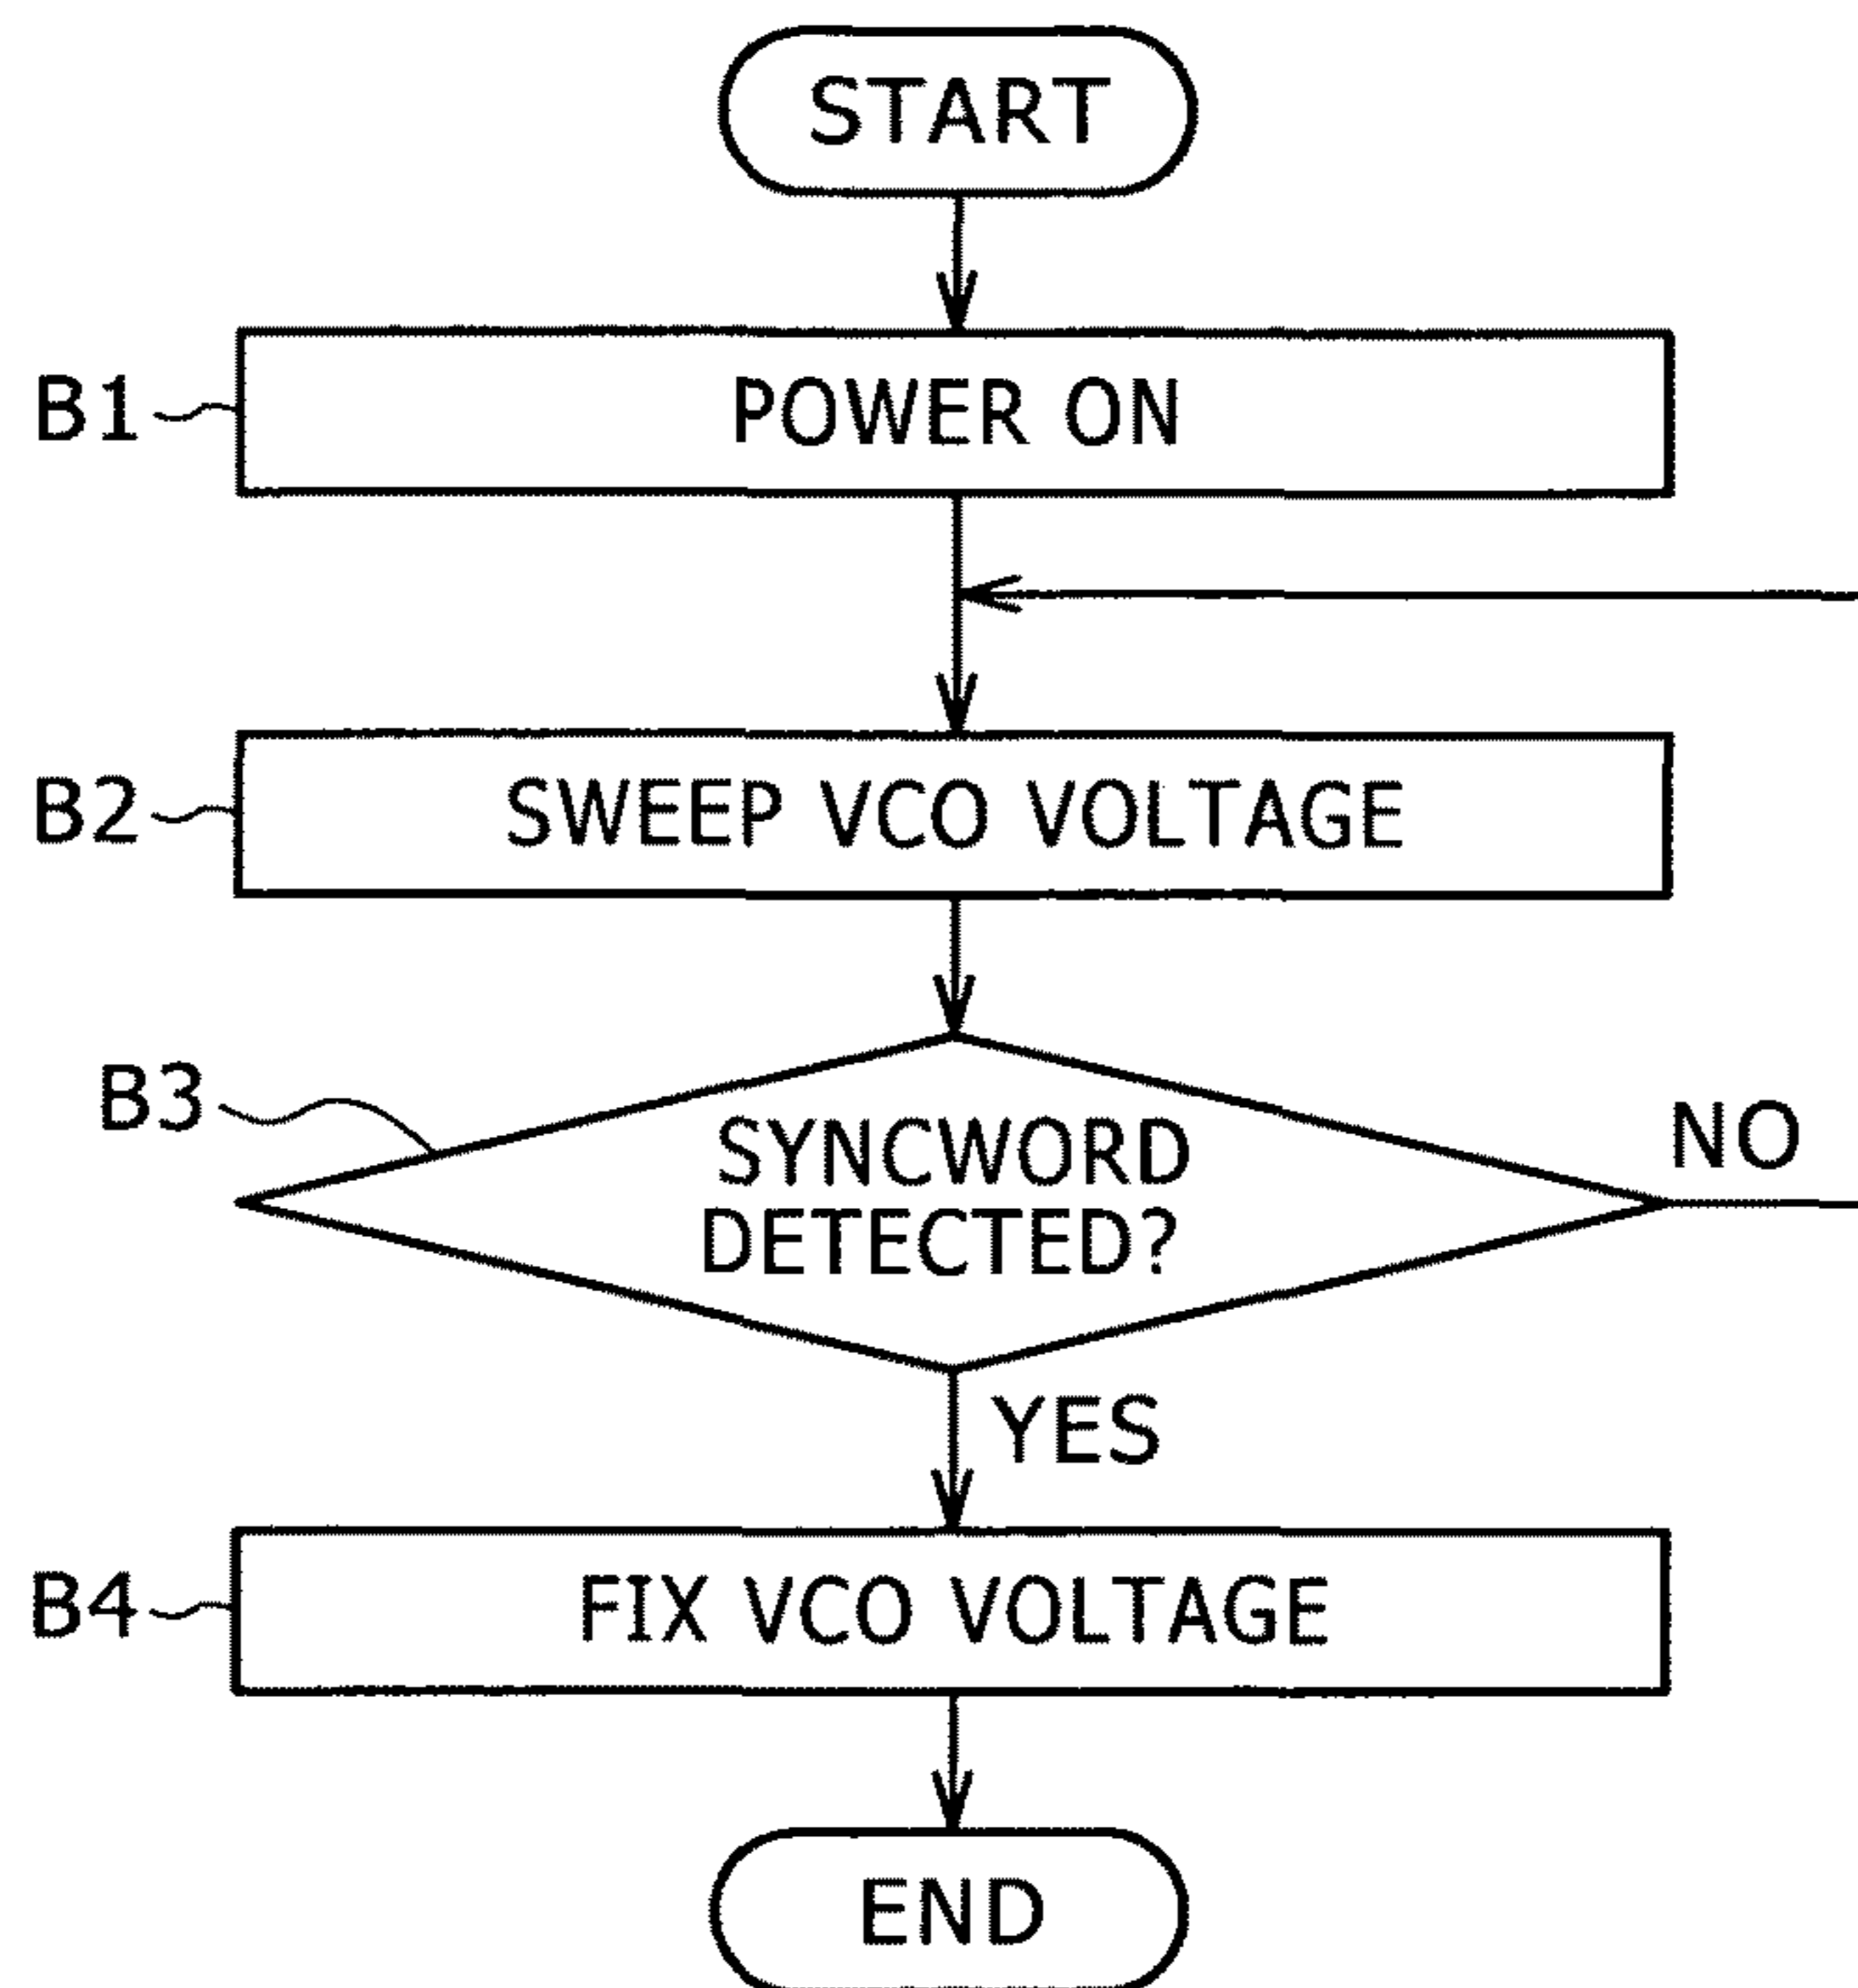 START
B1
POWER ON
B2
SWEEP VCO VOLTAGE
B3
SYNCWORD
DETECTED?
NO
YES
B4
FIX VCO VOLTAGE
END